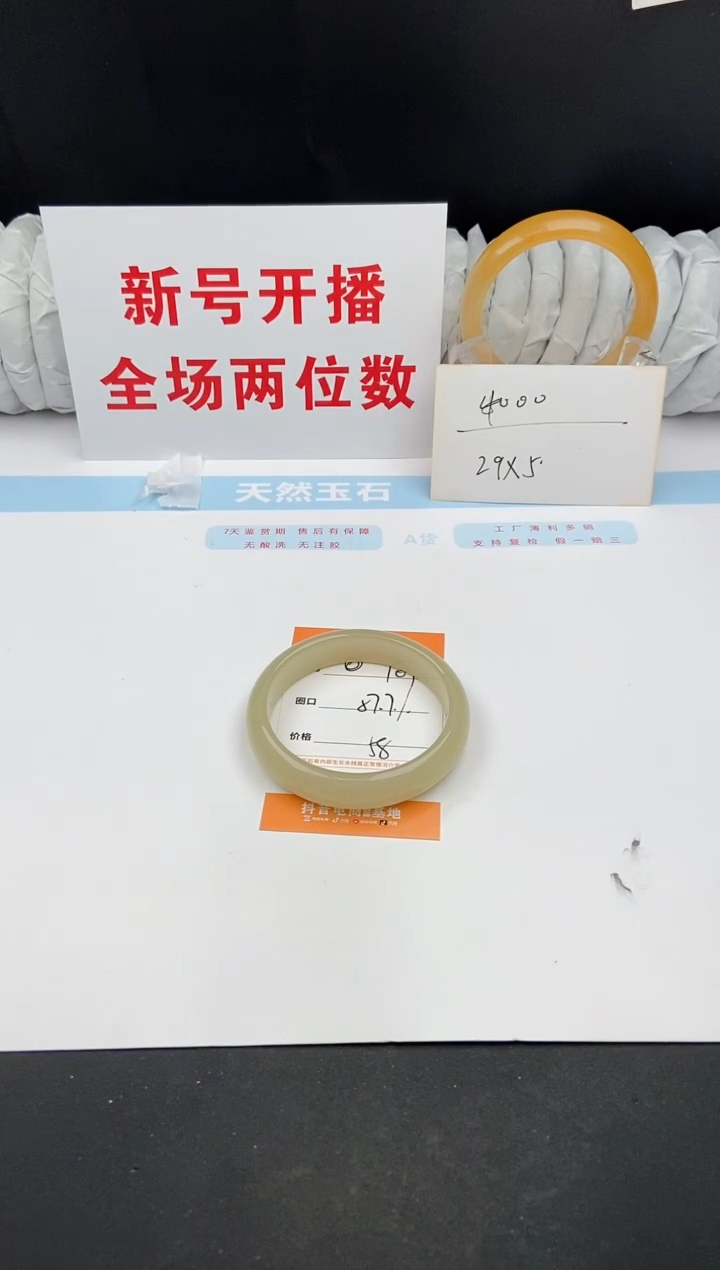 新号开播
全场两位数
4000
29X5
天然玉石
7天鉴赏期 售后有保障
无酸洗 无注胶
A货
工厂薄利多销
支持复检 假一赔三
圈口
价格 58